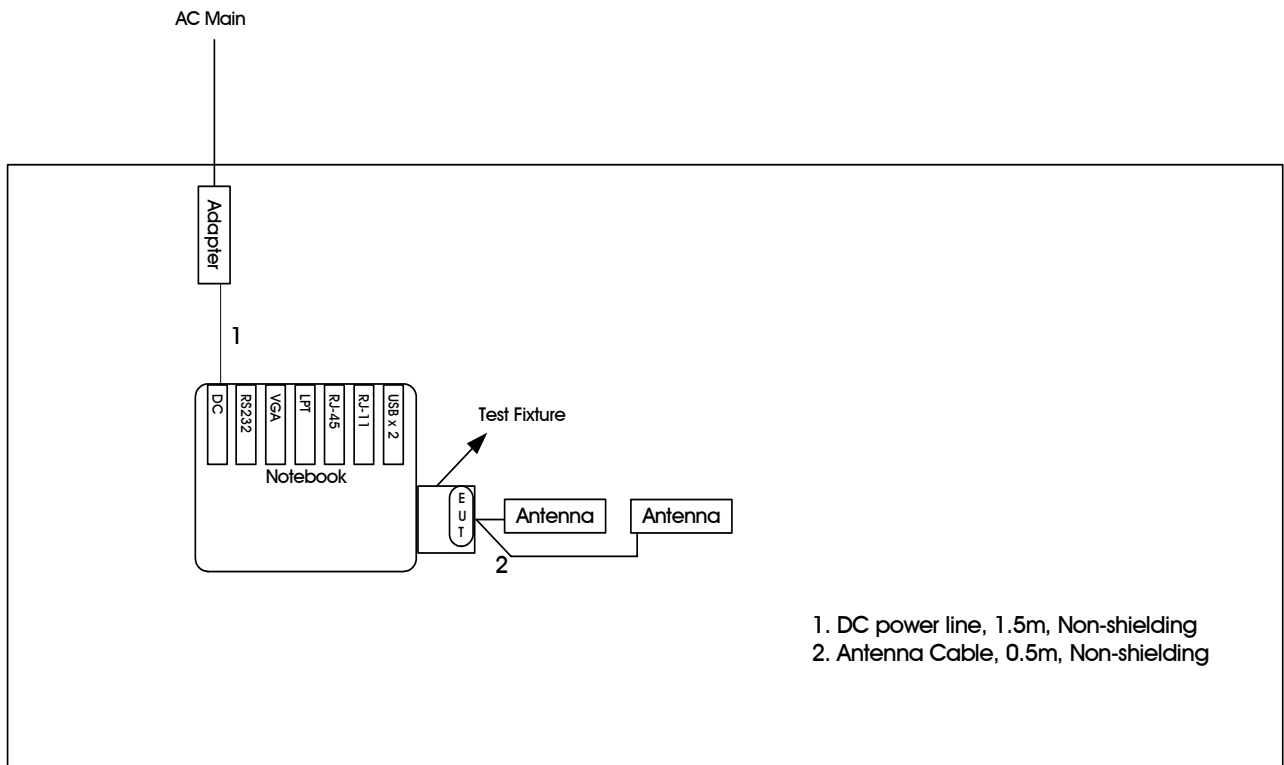 AC Main
Adapter
1
DC
RS232
VGA
LPT
RJ-45
RJ-11
USB x 2
Notebook
Test Fixture
EUT
Antenna
Antenna
2
1. DC power line, 1.5m, Non-shielding
2. Antenna Cable, 0.5m, Non-shielding